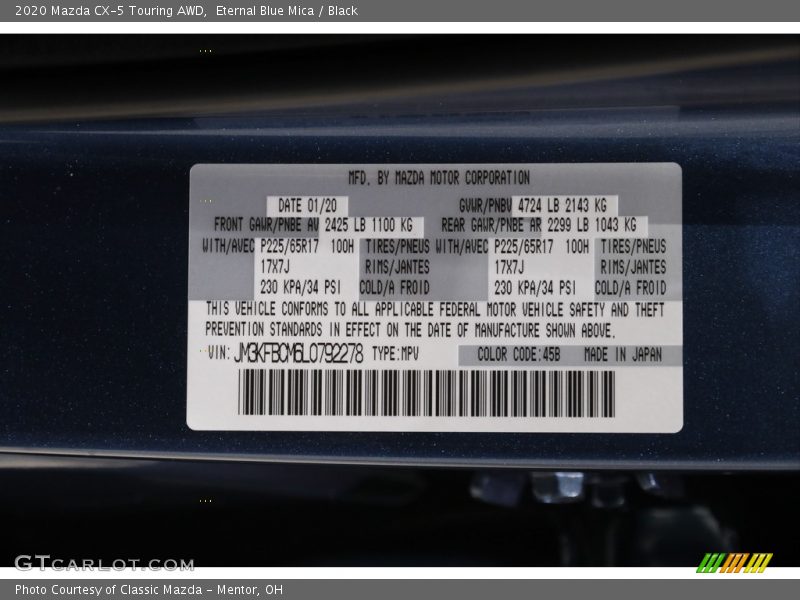 2020 Mazda CX-5 Touring AWD, Eternal Blue Mica / Black
MFD. BY MAZDA MOTOR CORPORATION
DATE 01/20 GVWR/PNBV 4724 LB 2143 KG
FRONT GAWR/PNBE AV 2425 LB 1100 KG REAR GAWR/PNBE AR 2299 LB 1043 KG
WITH/AVEC P225/65R17 100H TIRES/PNEUS WITH/AVEC P225/65R17 100H TIRES/PNEUS
17X7J RIMS/JANTES 17X7J RIMS/JANTES
230 KPA/34 PSI COLD/A FROID 230 KPA/34 PSI COLD/A FROID
THIS VEHICLE CONFORMS TO ALL APPLICABLE FEDERAL MOTOR VEHICLE SAFETY AND THEFT
PREVENTION STANDARDS IN EFFECT ON THE DATE OF MANUFACTURE SHOWN ABOVE.
VIN: JM3KFBCM6L0792278 TYPE:MPV COLOR CODE:45B MADE IN JAPAN
GTCARLOT.COM
Photo Courtesy of Classic Mazda - Mentor, OH